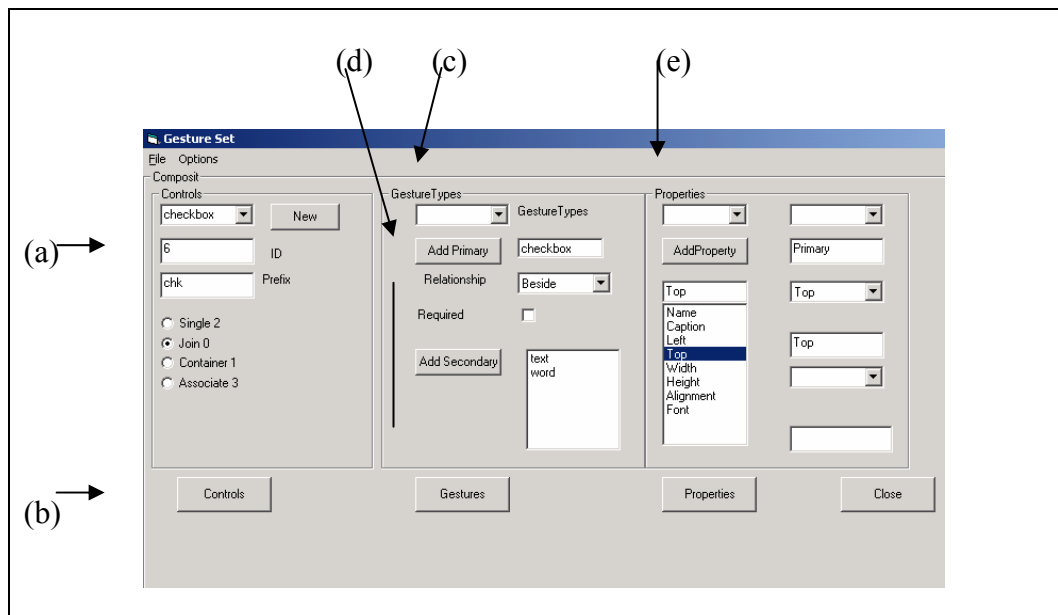 (d) (c) (e)
Gesture Set
File Options
Composit
Controls
checkbox New
(a)
6 ID
chk Prefix
Single 2
Join 0
Container 1
Associate 3
GestureTypes
GestureTypes
Add Primary checkbox
Relationship Beside
Required
Add Secondary
text
word
Properties
AddProperty Primary
Top Top
Name
Caption
Left
Top
Width
Height
Alignment
Font
Top
(b)
Controls Gestures Properties Close